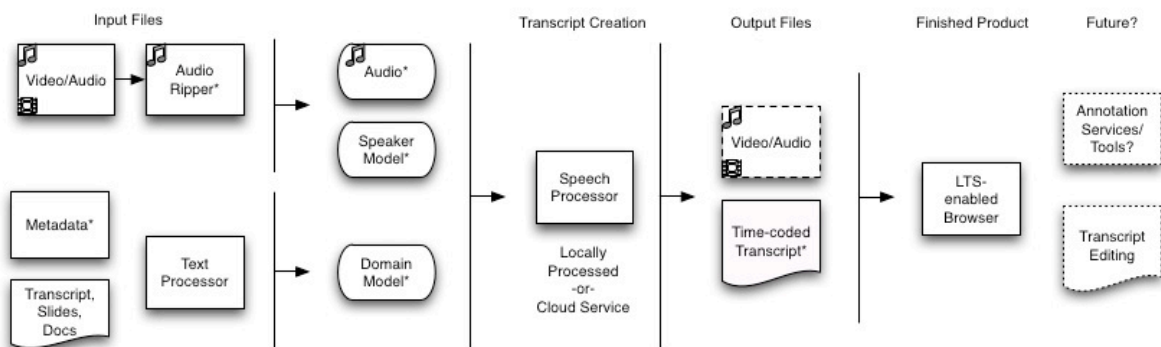 Input Files
Transcript Creation
Output Files
Finished Product
Future?
Video/Audio
Audio
Ripper*
Audio*
Speaker
Model*
Metadata*
Transcript,
Slides,
Docs
Text
Processor
Domain
Model*
Speech
Processor
Locally
Processed
-or-
Cloud Service
Video/Audio
Time-coded
Transcript*
LTS-
enabled
Browser
Annotation
Services/
Tools?
Transcript
Editing